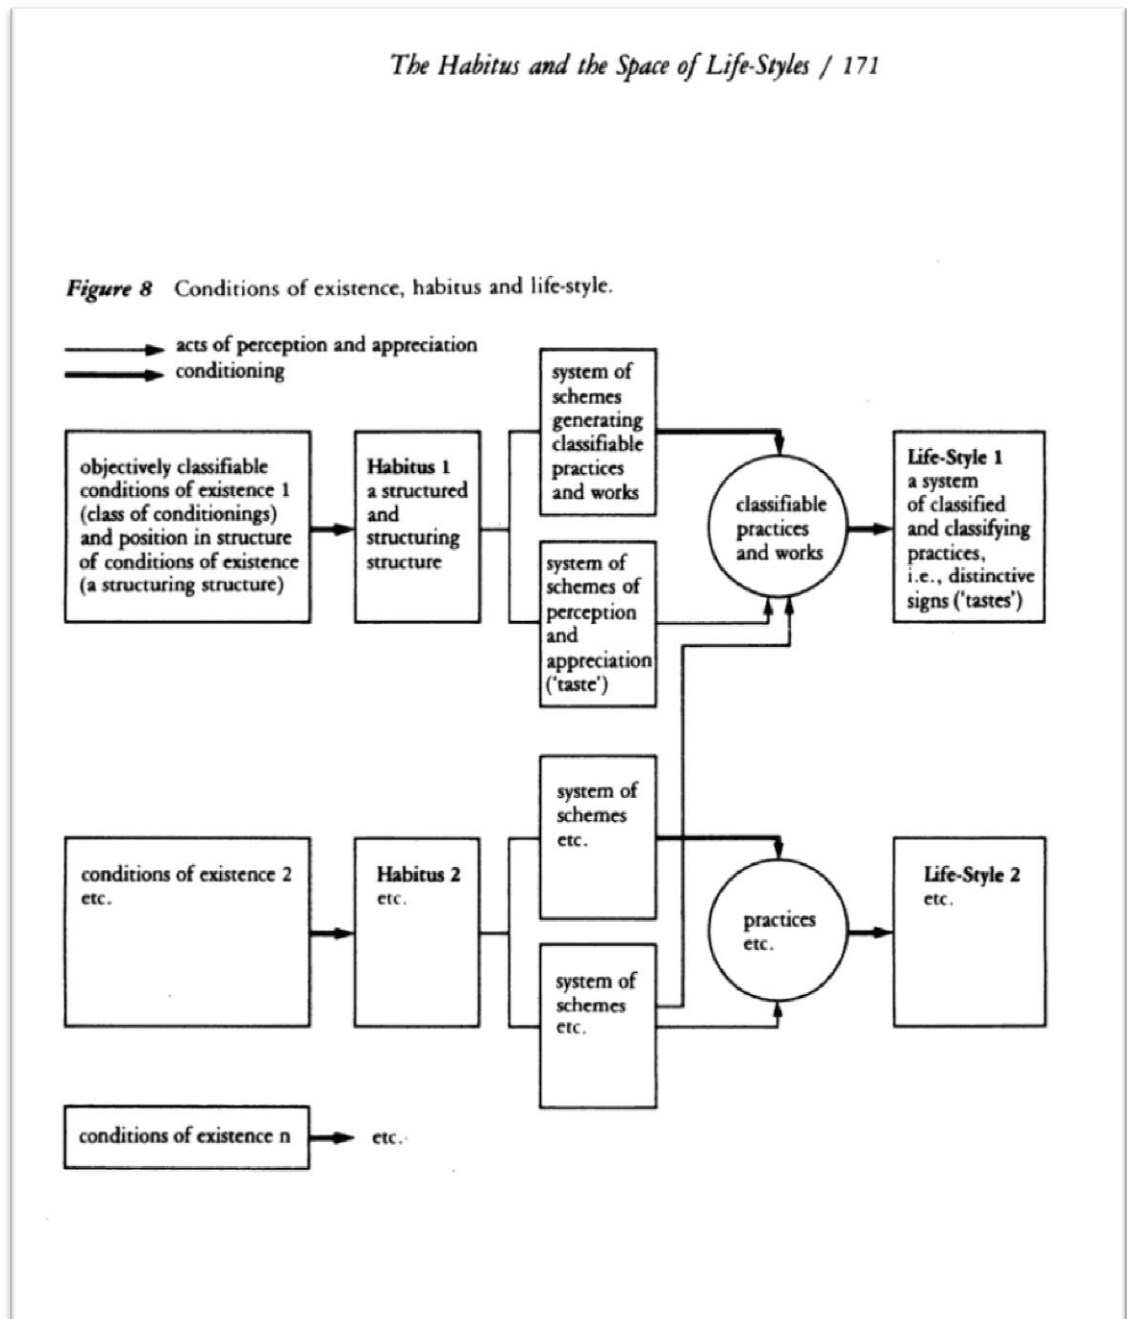 The Habitus and the Space of Life-Styles / 171
Figure 8 Conditions of existence, habitus and life-style.
acts of perception and appreciation
conditioning
objectively classifiable
conditions of existence 1
(class of conditionings)
and position in structure
of conditions of existence
(a structuring structure)
Habitus 1
a structured
and
structuring
structure
system of
schemes
generating
classifiable
practices
and works
system of
schemes of
perception
and
appreciation
('taste')
classifiable
practices
and works
Life-Style 1
a system
of classified
and classifying
practices,
i.e., distinctive
signs ('tastes')
conditions of existence 2
etc.
Habitus 2
etc.
system of
schemes
etc.
system of
schemes
etc.
practices
etc.
Life-Style 2
etc.
conditions of existence n
etc.